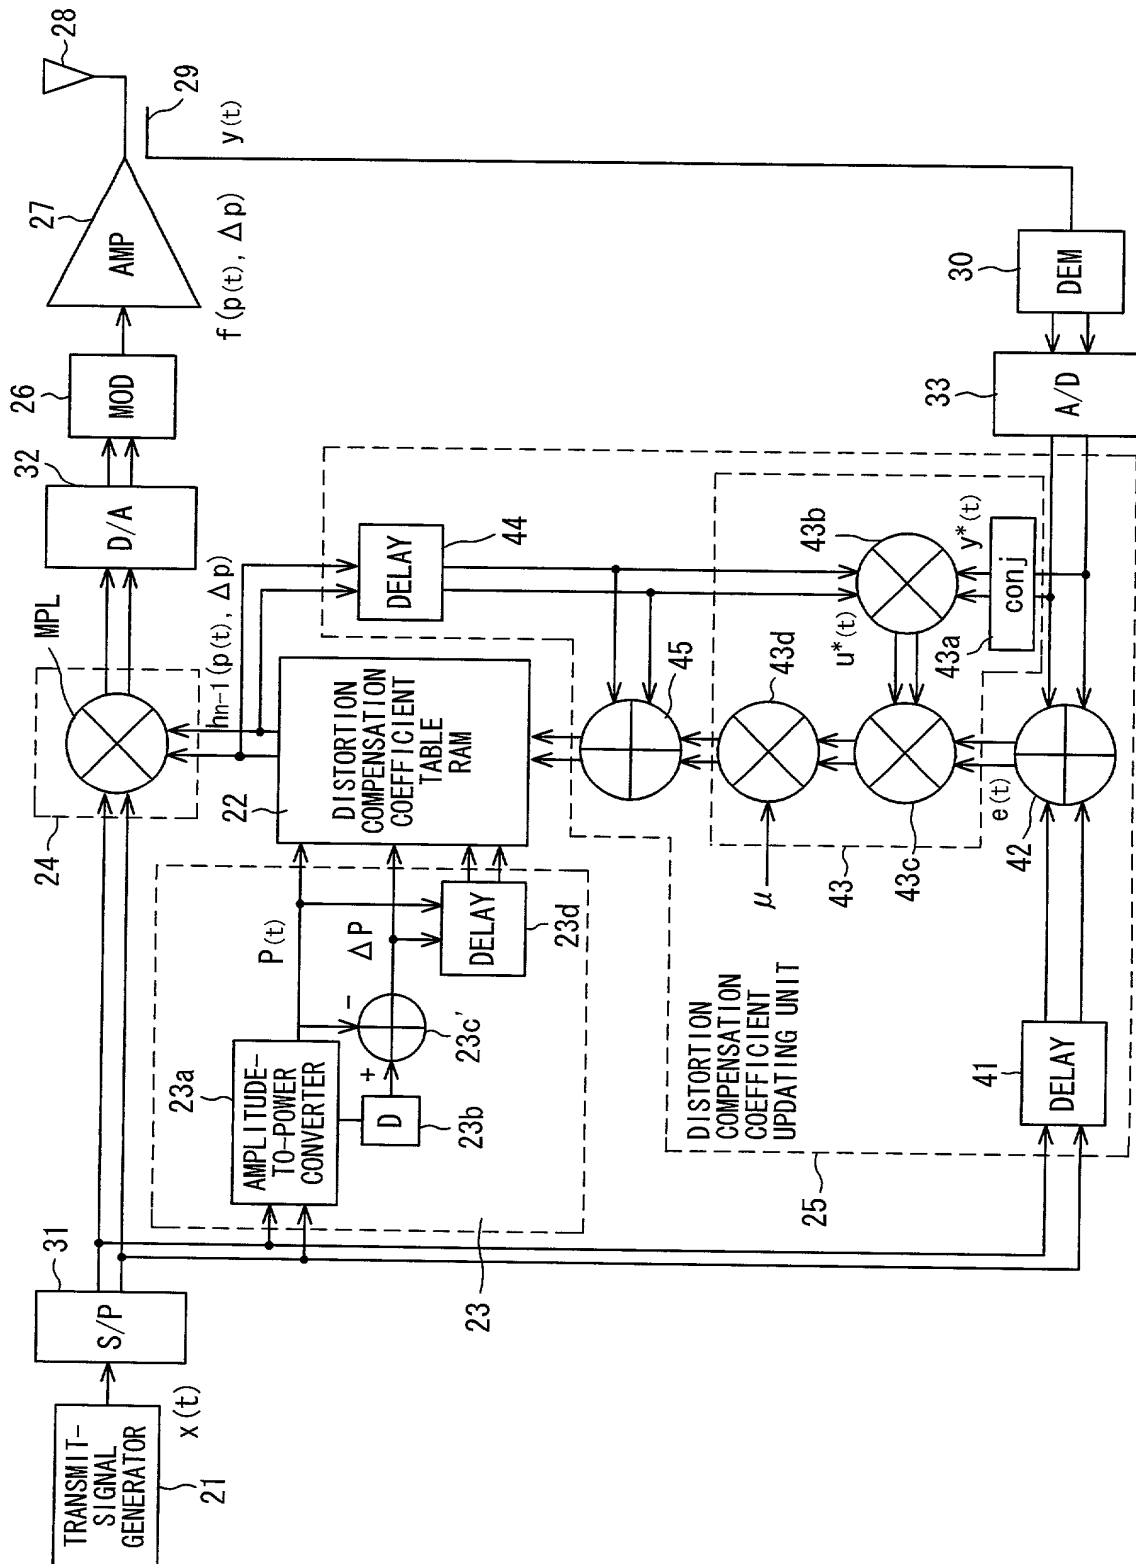 TRANSMIT-
SIGNAL
GENERATOR
21
x(t)
S/P
31
24
MPL
D/A
32
MOD
26
AMP
27
28
29
f(p(t), Δp)
y(t)
hn-1(p(t), Δp)
23a
AMPLITUDE-
TO-POWER
CONVERTER
P(t)
ΔP
+
-
D
23b
23c'
DELAY
23d
23
22
DISTORTION
COMPENSATION
COEFFICIENT
TABLE
RAM
DELAY
44
45
43d
μ
u*(t)
43b
43c
43
y*(t)
conj
43a
e(t)
42
DISTORTION
COMPENSATION
COEFFICIENT
UPDATING UNIT
25
41
DELAY
A/D
33
DEM
30